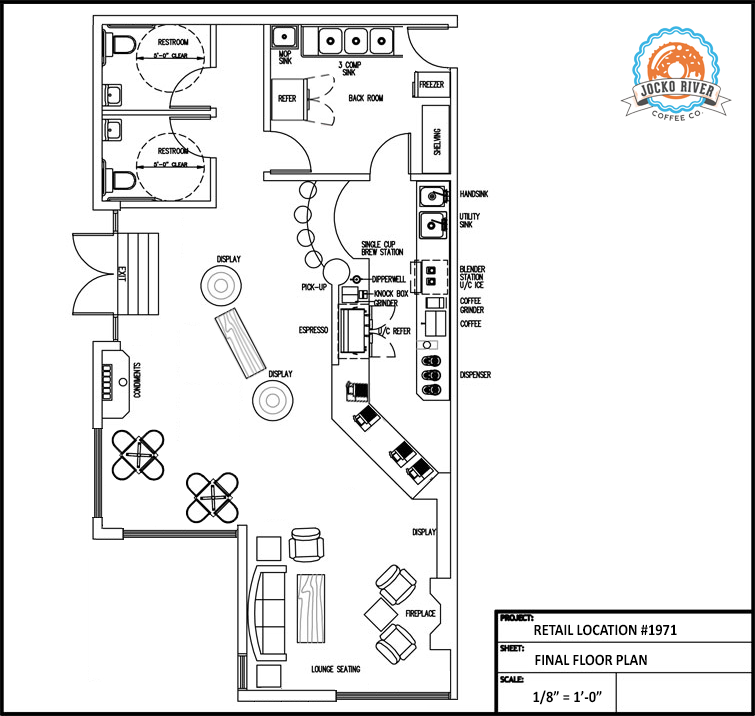 RESTROOM
5'-0" CLEAR
MOP
SINK
3 COMP
SINK
REFER
BACK ROOM
FREEZER
SHELVING
JOCKO RIVER
COFFEE CO.
RESTROOM
5'-0" CLEAR
HANDSINK
UTILITY
SINK
SINGLE CUP
BREW STATION
EXIT
DISPLAY
PICK-UP
DIPPERWELL
KNOCK BOX
GRINDER
BLENDER
STATION
U/C ICE
COFFEE
GRINDER
COFFEE
ESPRESSO
U/C REFER
CONDIMENTS
DISPLAY
DISPENSER
DISPLAY
FIREPLACE
LOUNGE SEATING
PROJECT:
RETAIL LOCATION #1971
SHEET:
FINAL FLOOR PLAN
SCALE:
1/8” = 1’-0”